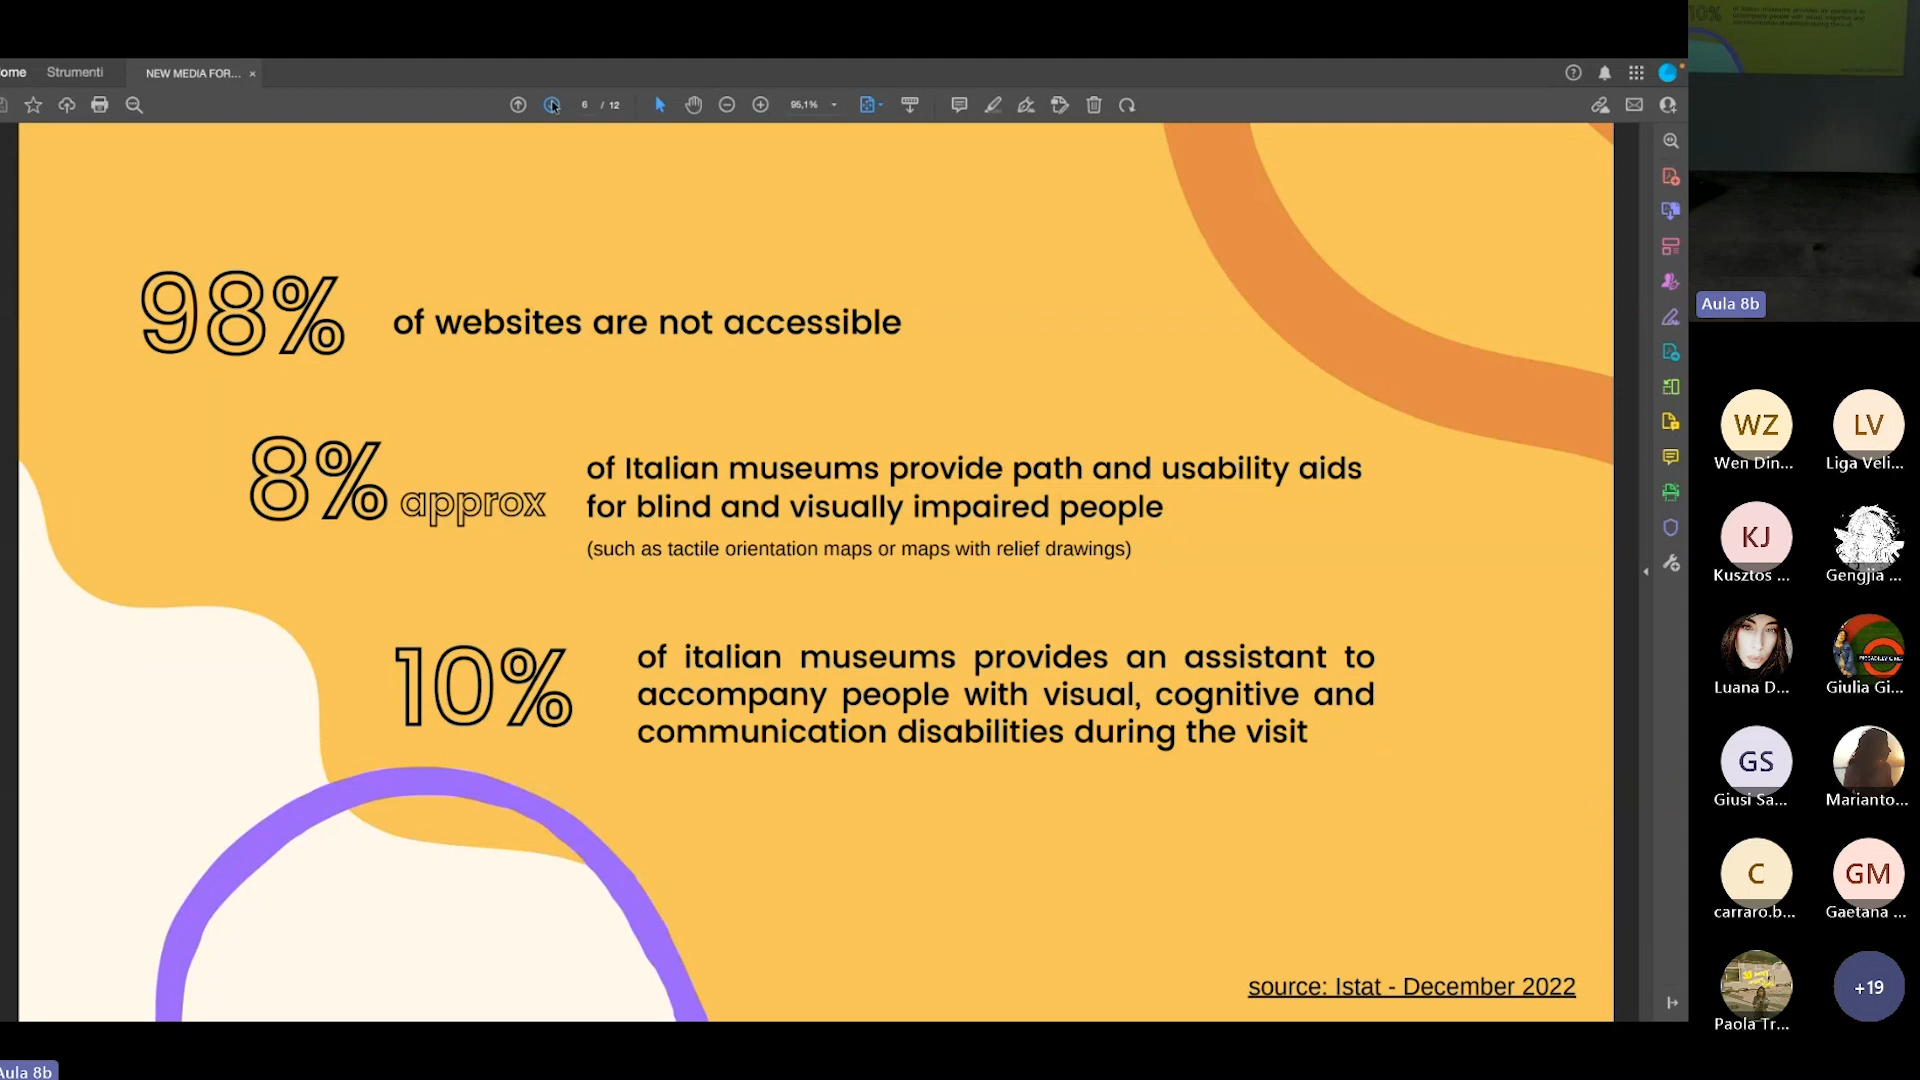 ome
Strumenti
NEW MEDIA FOR...
6 / 12
95,1%
98%
of websites are not accessible
8% approx
of Italian museums provide path and usability aids
for blind and visually impaired people
(such as tactile orientation maps or maps with relief drawings)
10%
of italian museums provides an assistant to
accompany people with visual, cognitive and
communication disabilities during the visit
source: Istat - December 2022
10%
Aula 8b
WZ
LV
Wen Din...
Liga Veli...
KJ
Kusztos ...
Gengjia ...
Luana D...
Giulia Gi...
GS
Giusi Sa...
Marianto...
C
GM
carraro.b...
Gaetana ...
+19
Paola Tr...
Aula 8b